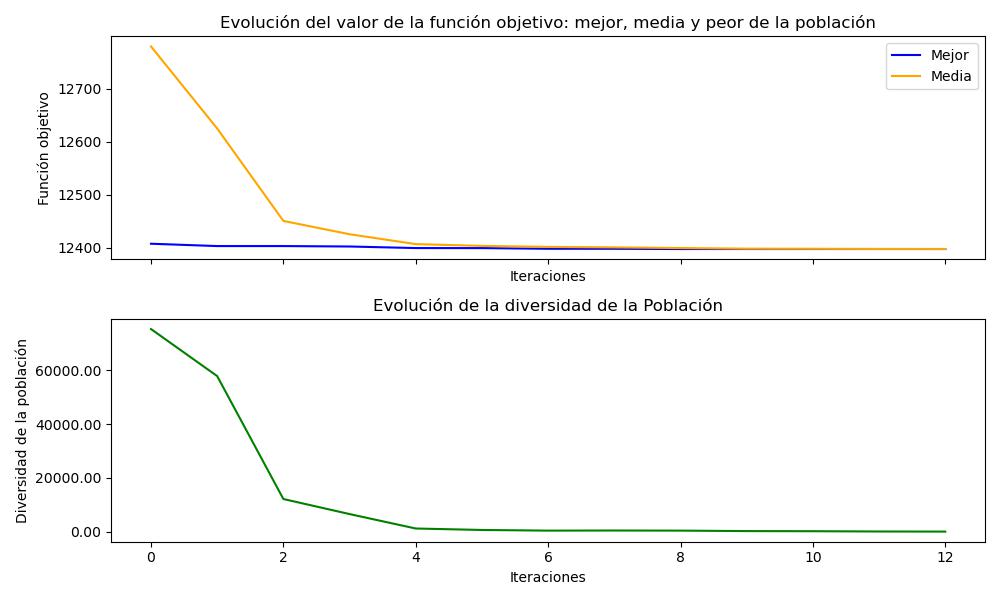 Evolución del valor de la función objetivo: mejor, media y peor de la población
Función objetivo
12700
12600
12500
12400
Mejor
Media
Iteraciones
Evolución de la diversidad de la Población
Diversidad de la población
60000.00
40000.00
20000.00
0.00
0 2 4 6 8 10 12
Iteraciones